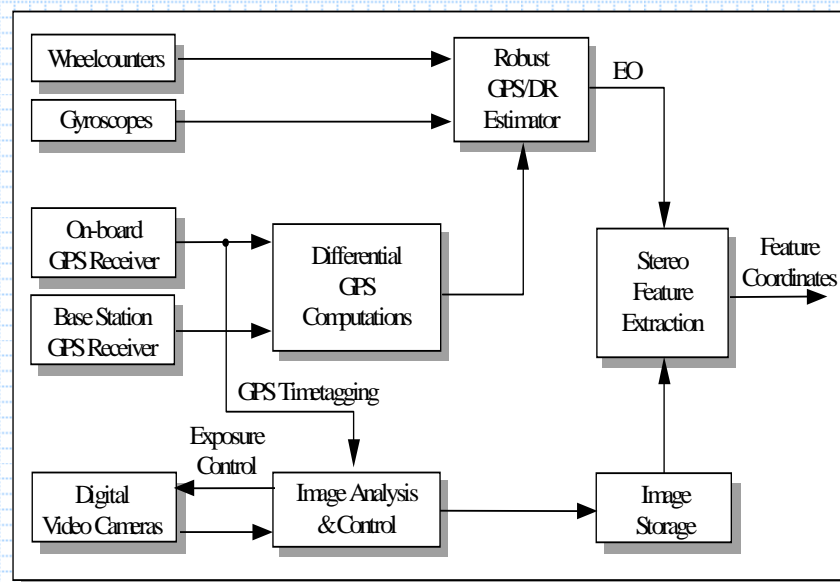 Wheelcounters
Gyroscopes
Robust
GPS/DR
Estimator
EO
On-board
GPS Receiver
Base Station
GPS Receiver
Differential
GPS
Computations
Stereo
Feature
Extraction
Feature
Coordinates
GPS Timetagging
Exposure
Control
Digital
Video Cameras
Image Analysis
& Control
Image
Storage